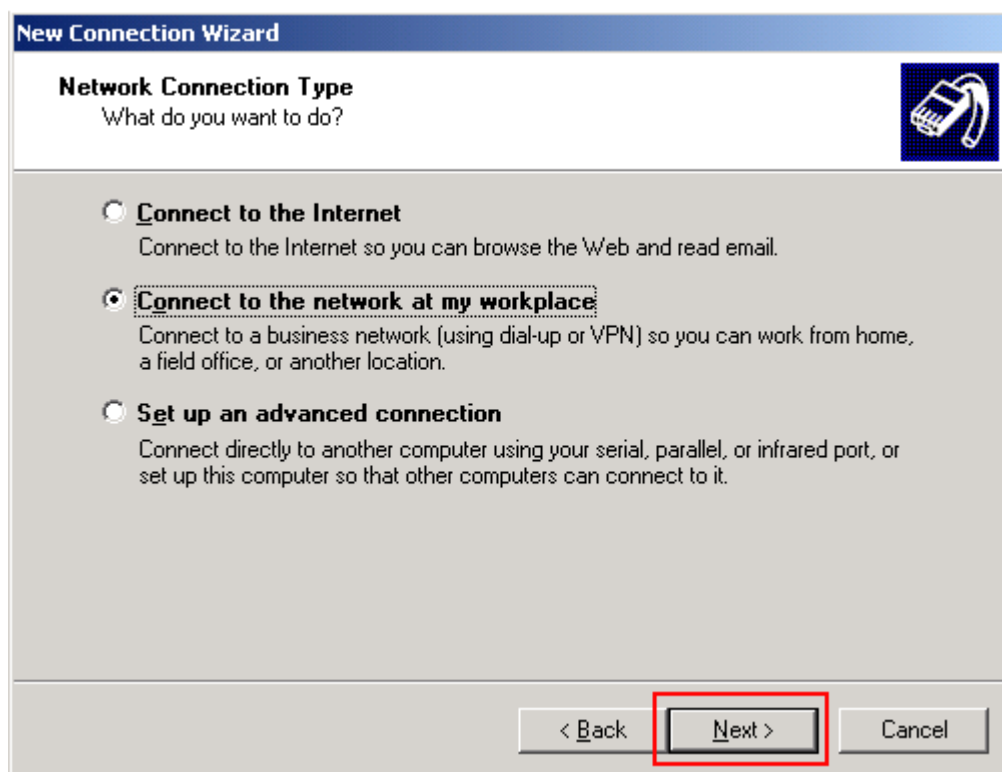 New Connection Wizard
Network Connection Type
What do you want to do?
Connect to the Internet
Connect to the Internet so you can browse the Web and read email.
Connect to the network at my workplace
Connect to a business network (using dial-up or VPN) so you can work from home,
a field office, or another location.
Set up an advanced connection
Connect directly to another computer using your serial, parallel, or infrared port, or
set up this computer so that other computers can connect to it.
< Back Next > Cancel